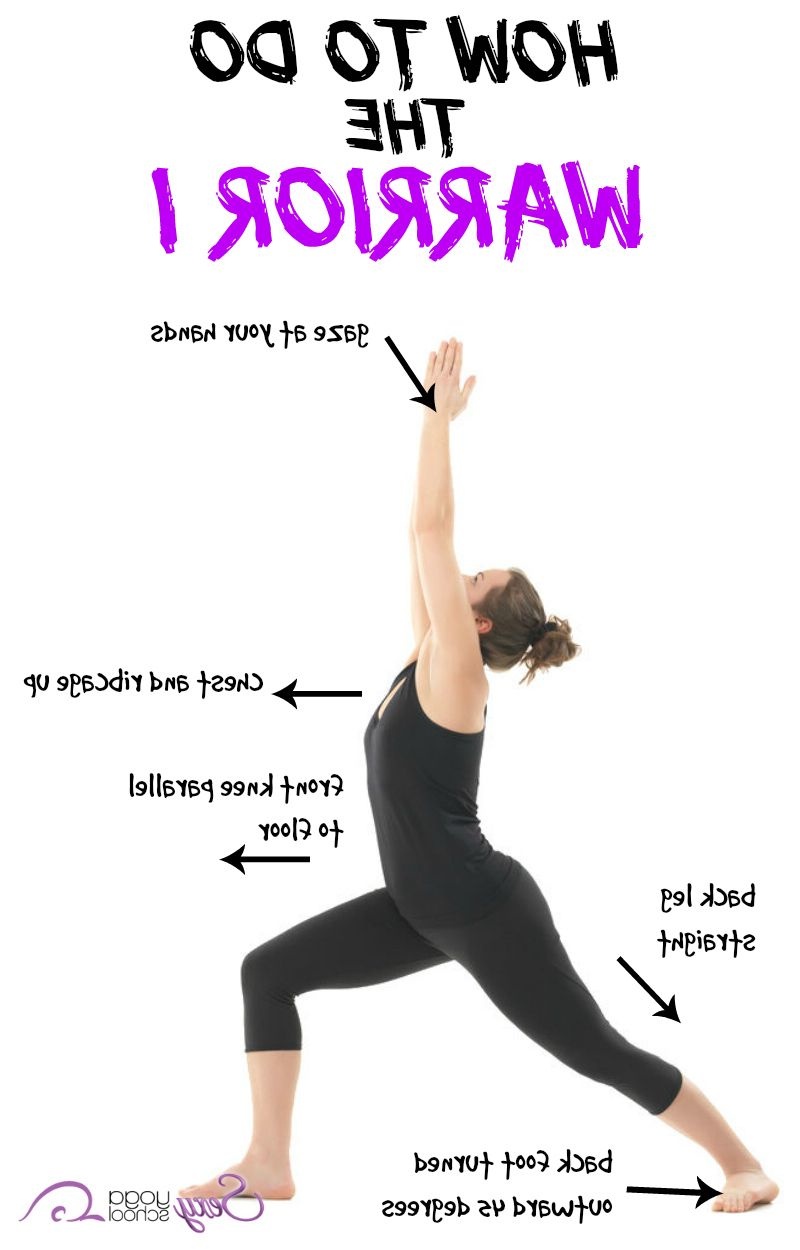 HOW TO DO
THE
WARRIOR I
gaze at your hands
chest and ribcage up
front knee parallel
to floor
back leg
straight
back foot turned
outward 45 degrees
Sexy yoga
school